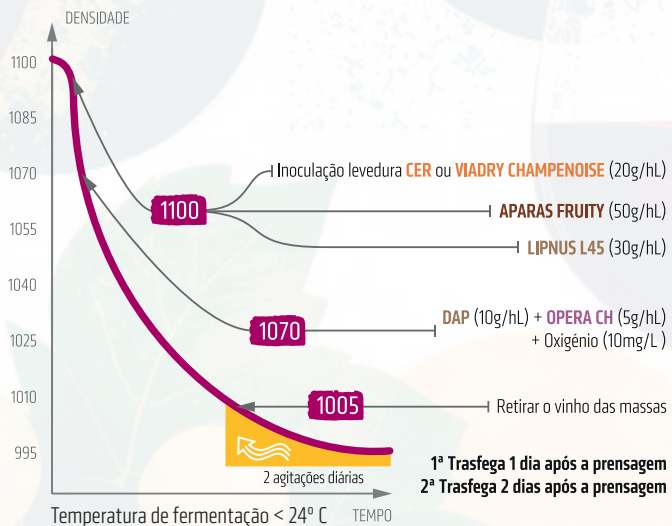 DENSIDADE
1100
1085
1070
1055
1040
1025
1010
995
1100
Inoculação levedura CER ou VIADRY CHAMPENOISE (20g/hL)
APARAS FRUITY (50g/hL)
LIPNUS L45 (30g/hL)
1070
DAP (10g/hL) + OPERA CH (5g/hL)
+ Oxigénio (10mg/L )
1005
Retirar o vinho das massas
2 agitações diárias
1ª Trasfega 1 dia após a prensagem
2ª Trasfega 2 dias após a prensagem
Temperatura de fermentação < 24º C
TEMPO